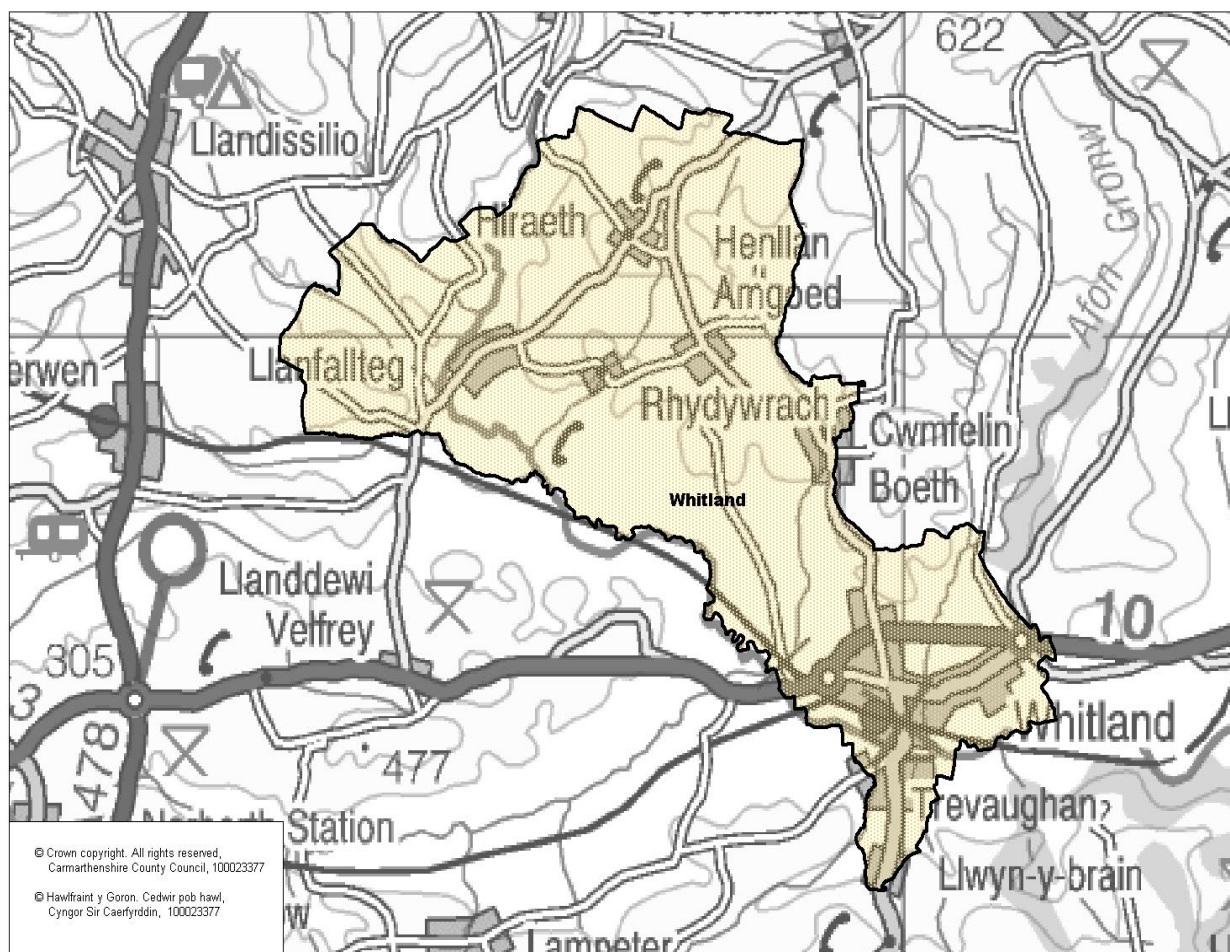 622
Llandissilio
Afon Gronw
Hiraeth
Henllan
Amgoed
Llanfallteg
erwen
Rhydywrach
Cwmfelin
Boeth
Whitland
Llanddewi
Velfrey
10
305
3
478
477
Whitland
Station
Trevaughan
Llwyn-y-brain
Lampeter
© Crown copyright. All rights reserved,
Carmarthenshire County Council, 100023377
© Hawlfraint y Goron. Cedwir pob hawl,
Cyngor Sir Caerfyrddin, 100023377